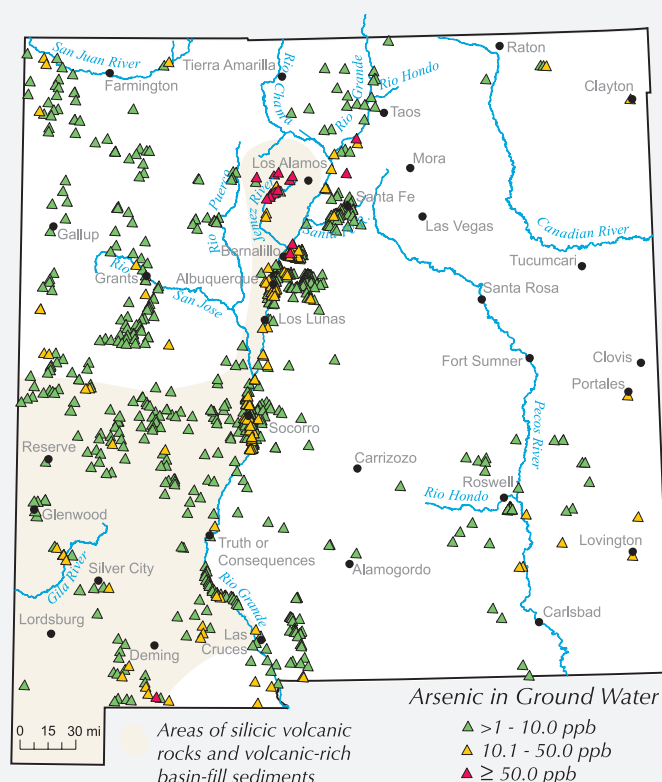 San Juan River
Farmington
Tierra Amarilla
Rio
Chama
Rio
Grande
Rio Hondo
Taos
Raton
Clayton
Mora
Los Alamos
Jemez River
Rio
Puerco
Santa Fe
Santa
Las Vegas
Canadian River
Tucumcari
Gallup
Rio
San Jose
Grants
Bernalillo
Albuquerque
Los Lunas
Santa Rosa
Fort Sumner
Clovis
Portales
Pecos River
Socorro
Reserve
Carrizozo
Roswell
Rio Hondo
Glenwood
Truth or
Consequences
Alamogordo
Lovington
Gila River
Silver City
Rio Grande
Lordsburg
Deming
Las
Cruces
Carlsbad
0 15 30 mi
Areas of silicic volcanic
rocks and volcanic-rich
basin-fill sediments
Arsenic in Ground Water
>1 - 10.0 ppb
10.1 - 50.0 ppb
≥ 50.0 ppb